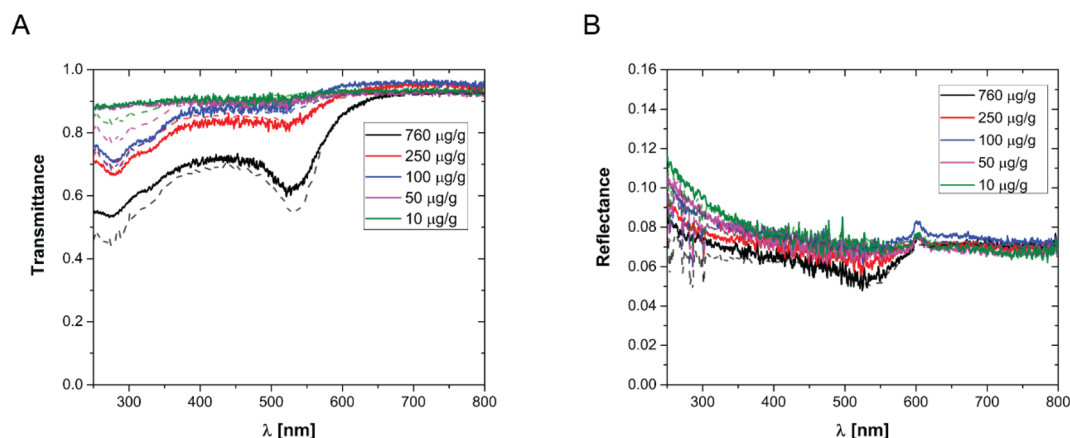 A
B
Transmittance
1.0
0.8
0.6
0.4
0.2
0.0
300 400 500 600 700 800
λ [nm]
760 μg/g
250 μg/g
100 μg/g
50 μg/g
10 μg/g
Reflectance
0.16
0.14
0.12
0.10
0.08
0.06
0.04
0.02
0.00
300 400 500 600 700 800
λ [nm]
760 μg/g
250 μg/g
100 μg/g
50 μg/g
10 μg/g